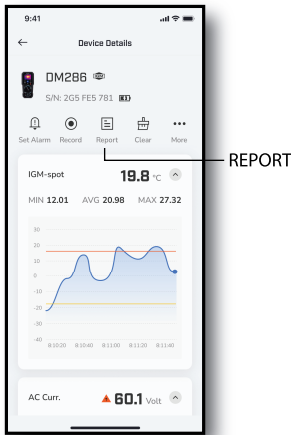 9:41
Device Details
DM286
S/N: 2G5 FE5 781
Set Alarm Record Report Clear More
REPORT
IGM-spot 19.8 °C
MIN 12.01 AVG 20.98 MAX 27.32
30
20
10
0
-10
-20
-30
-40
8:10:20 8:10:40 8:11:00 8:11:20 8:11:40
AC Curr. 60.1 Volt